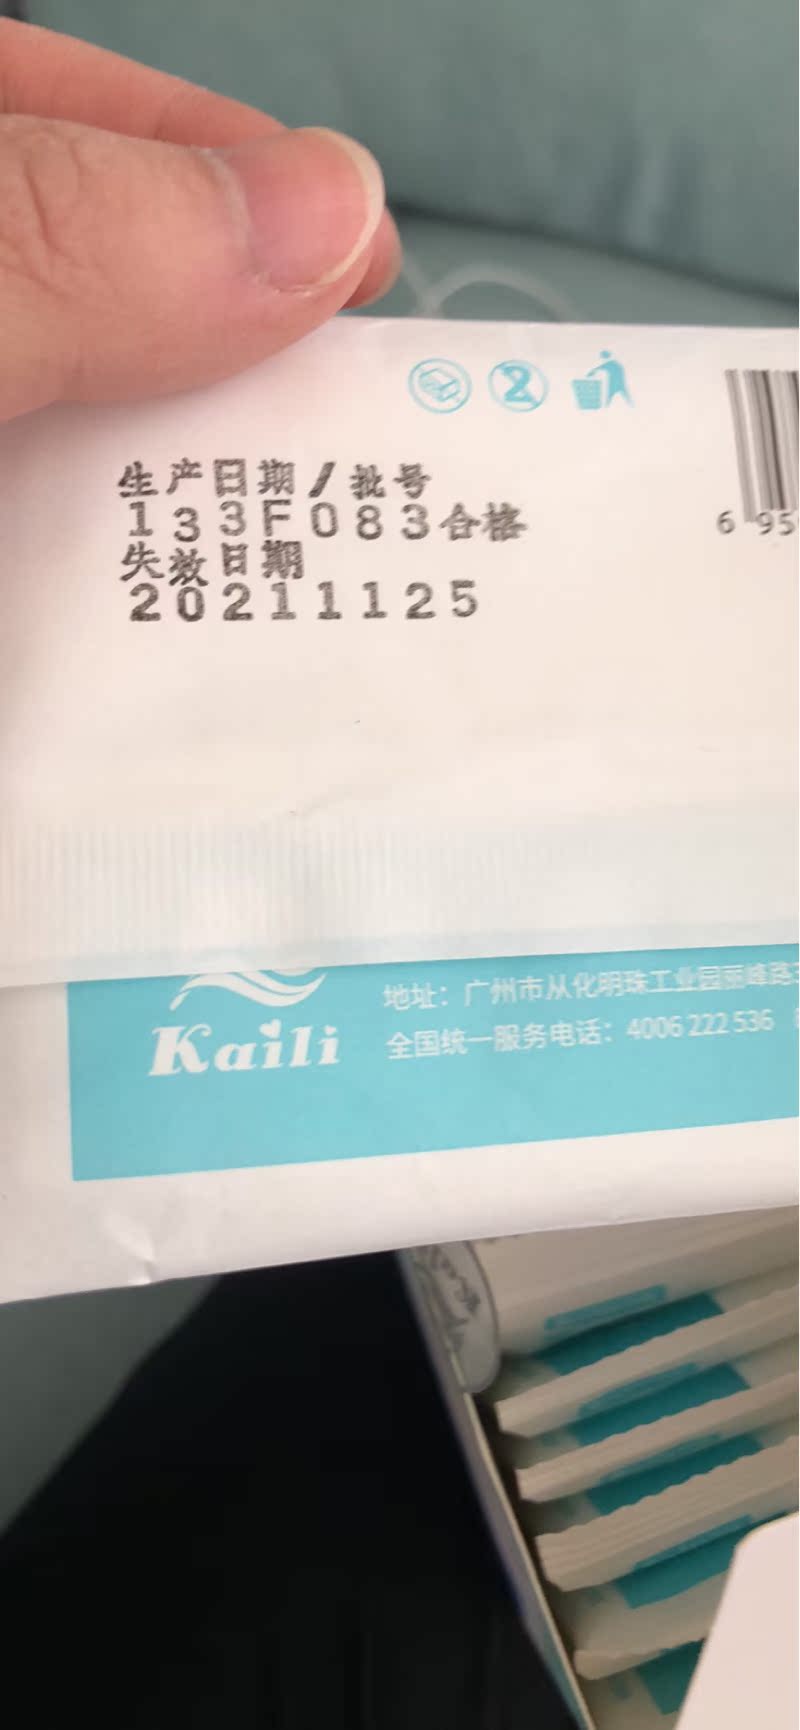 生产日期/批号
133F083合格
失效日期
20211125
6 95
Kaili
地址：广州市从化明珠工业园丽峰路
全国统一服务电话：4006 222 536